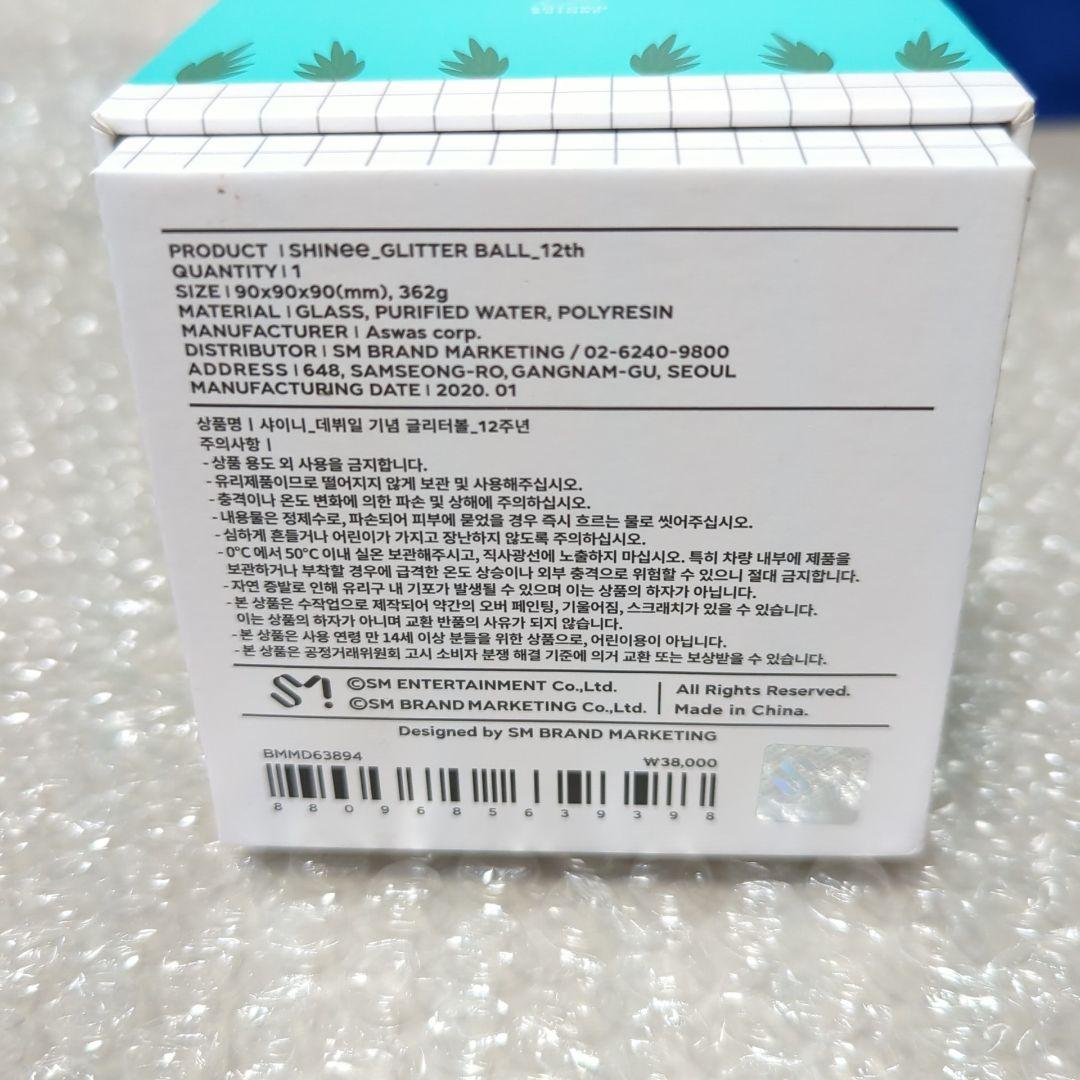 PRODUCT | SHINee_GLITTER BALL_12th
QUANTITY | 1
SIZE | 90x90x90(mm), 362g
MATERIAL | GLASS, PURIFIED WATER, POLYRESIN
MANUFACTURER | Aswas corp.
DISTRIBUTOR | SM BRAND MARKETING / 02-6240-9800
ADDRESS | 648, SAMSEONG-RO, GANGNAM-GU, SEOUL
MANUFACTURING DATE | 2020. 01
상품명 | 샤이니_데뷔일 기념 글리터볼_12주년
주의사항 |
- 상품 용도 외 사용을 금지합니다.
- 유리제품이므로 떨어지지 않게 보관 및 사용해주십시오.
- 충격이나 온도 변화에 의한 파손 및 상해에 주의하십시오.
- 내용물은 정제수로, 파손되어 피부에 묻었을 경우 즉시 흐르는 물로 씻어주십시오.
- 심하게 흔들거나 어린이가 가지고 장난하지 않도록 주의하십시오.
- 0°C 에서 50°C 이내 실온 보관해주시고, 직사광선에 노출하지 마십시오. 특히 차량 내부에 제품을
보관하거나 부착할 경우에 급격한 온도 상승이나 외부 충격으로 위험할 수 있으니 절대 금지합니다.
- 자연 증발로 인해 유리구 내 기포가 발생될 수 있으며 이는 상품의 하자가 아닙니다.
- 본 상품은 수작업으로 제작되어 약간의 오버 페인팅, 기울어짐, 스크래치가 있을 수 있습니다.
이는 상품의 하자가 아니며 교환 반품의 사유가 되지 않습니다.
- 본 상품은 사용 연령 만 14세 이상 분들을 위한 상품으로, 어린이용이 아닙니다.
- 본 상품은 공정거래위원회 고시 소비자 분쟁 해결 기준에 의거 교환 또는 보상받을 수 있습니다.
SM! ©SM ENTERTAINMENT Co.,Ltd. | All Rights Reserved.
©SM BRAND MARKETING Co.,Ltd. | Made in China.
Designed by SM BRAND MARKETING
BMMD63894 ₩38,000
8809685639398